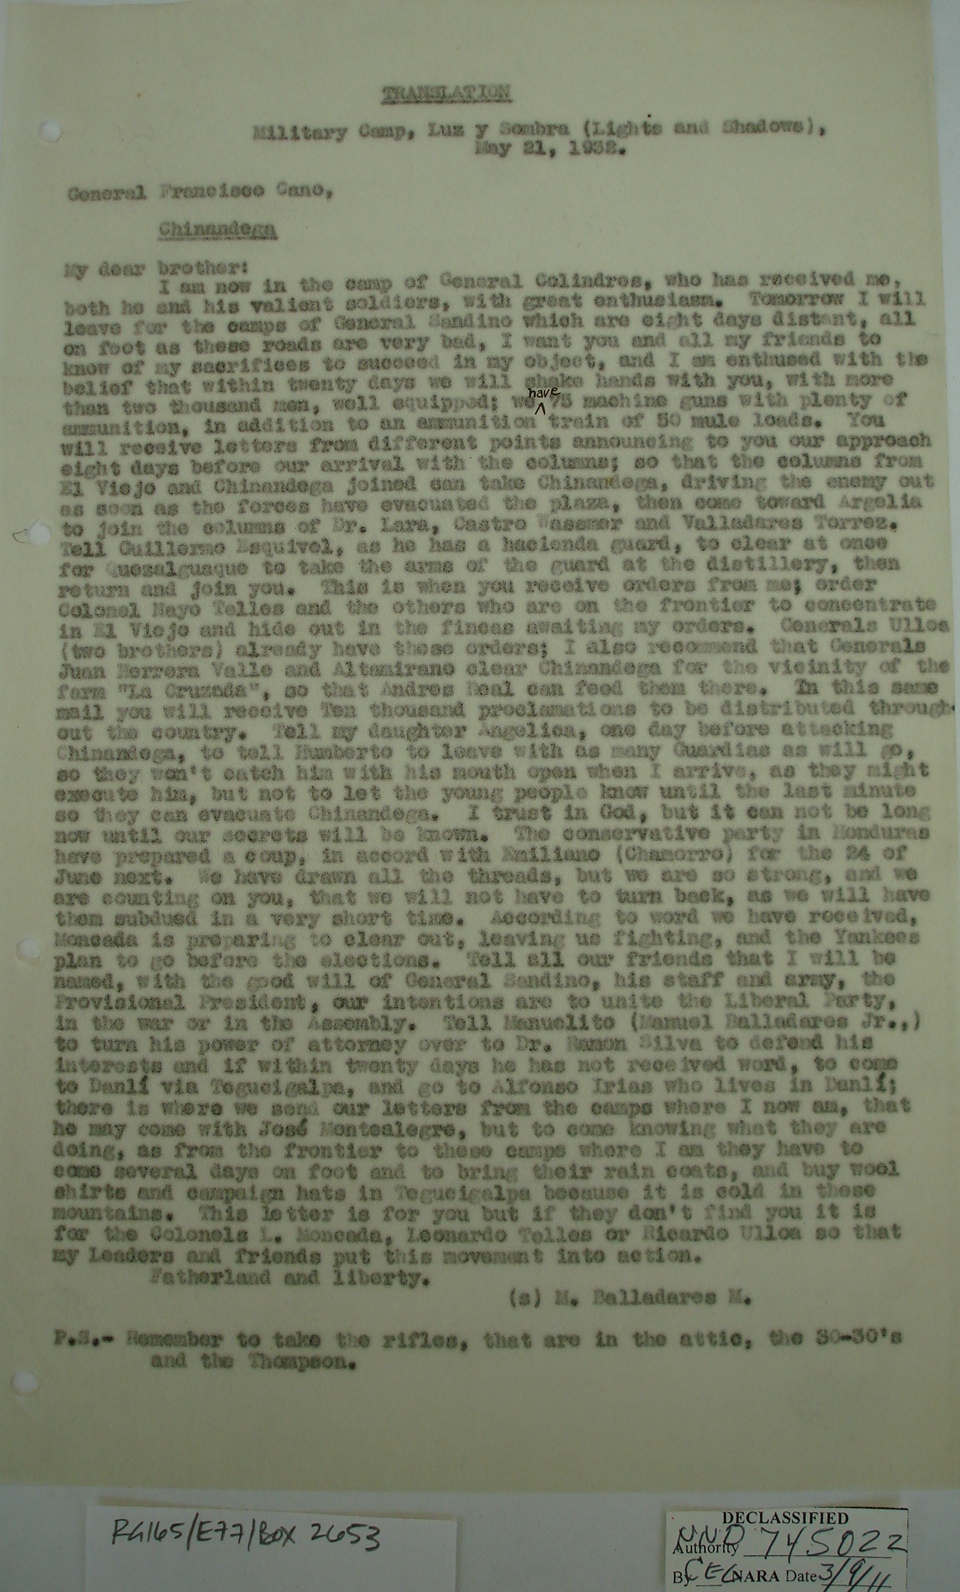 TRANSLATION
Military Camp, Luz y Sombra (Lights and Shadows),
May 21, 1932.
General Francisco Cano,
Chinandega
My dear brother:
I am now in the camp of General Colindres, who has received me,
both he and his valient soldiers, with great enthusiasm. Tomorrow I will
leave for the camps of General Sandino which are eight days distant, all
on foot as these roads are very bad, I want you and all my friends to
know of my sacrifices to succeed in my object, and I am enthused with the
belief that within twenty days we will shake hands with you, with more
than two thousand men, well equipped; we have 75 machine guns with plenty of
ammunition, in addition to an ammunition train of 50 mule loads. You
will receive letters from different points announcing to you our approach
eight days before our arrival with the columns; so that the columns from
El Viejo and Chinandega joined can take Chinandega, driving the enemy out
as soon as the forces have evacuated the plaza, then come toward Argelia
to join the columns of Dr. Lara, Castro Wassmer and Valladares Torrez.
Tell Guillermo Esquivel, as he has a hacienda guard, to clear at once
for Quezalguaque to take the arms of the guard at the distillery, then
return and join you. This is when you receive orders from me; order
Colonel Nayo Telles and the others who are on the frontier to concentrate
in El Viejo and hide out in the fincas awaiting my orders. Generals Ulloa
(two brothers) already have these orders; I also recommend that Generals
Juan Herrera Valle and Altamirano clear Chinandega for the vicinity of the
farm "La Cruzada", so that Andres Deal can feed them there. In this same
mail you will receive Ten thousand proclamations to be distributed through-
out the country. Tell my daughter Angelica, one day before attacking
Chinandega, to tell Humberto to leave with as many Guardias as will go,
so they won't catch him with his mouth open when I arrive, as they might
execute him, but not to let the young people know until the last minute
so they can evacuate Chinandega. I trust in God, but it can not be long
now until our secrets will be known. The conservative party in Honduras
have prepared a coup, in accord with Emiliano (Chamorro) for the 24 of
June next. We have drawn all the threads, but we are so strong, and we
are counting on you, that we will not have to turn back, as we will have
them subdued in a very short time. According to word we have received,
Moncada is preparing to clear out, leaving us fighting, and the Yankees
plan to go before the elections. Tell all our friends that I will be
named, with the good will of General Sandino, his staff and army, the
Provisional President, our intentions are to unite the Liberal Party,
in the war or in the Assembly. Tell Manuelito (Manuel Balladares Jr.,)
to turn his power of attorney over to Dr. Ramon Silva to defend his
interests and if within twenty days he has not received word, to come
to Danlí via Tegucigalpa, and go to Alfonso Irias who lives in Danlí;
there is where we send our letters from the camps where I now am, that
he may come with José Montealegre, but to come knowing what they are
doing, as from the frontier to these camps where I am they have to
come several days on foot and to bring their rain coats, and buy wool
shirts and campaign hats in Tegucigalpa because it is cold in these
mountains. This letter is for you but if they don't find you it is
for the Colonels L. Moncada, Leonardo Telles or Ricardo Ulloa so that
my Leaders and friends put this movement into action.
Fatherland and liberty.
(s) M. Balladares M.
P.S.- Remember to take the rifles, that are in the attic, the 30-30's
and the Thompson.
RG165/E77/Box 2653
DECLASSIFIED
Authority NND 745022
By CEC NARA Date 3/9/11